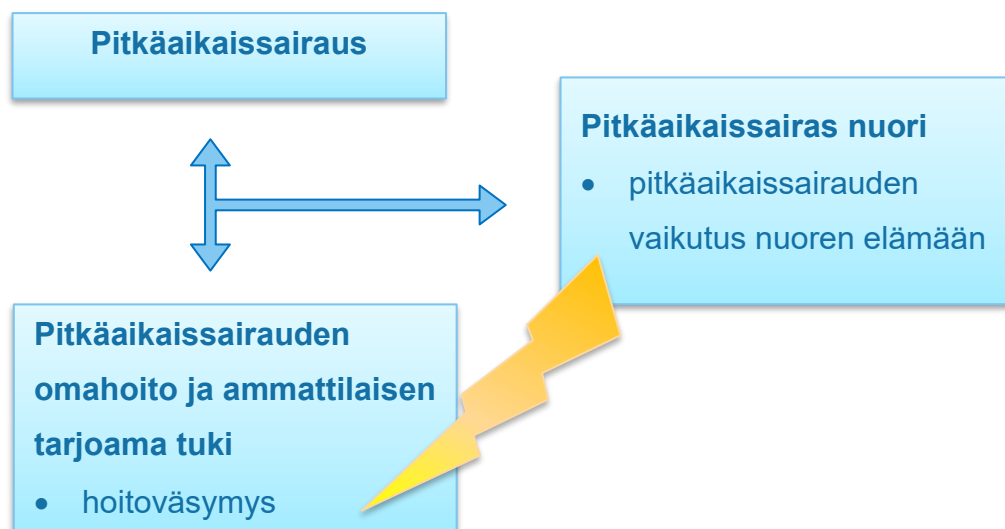 Pitkäaikaissairaus
Pitkäaikaissairas nuori
• pitkäaikaissairauden
vaikutus nuoren elämään
Pitkäaikaissairauden
omahoito ja ammattilaisen
tarjoama tuki
• hoitoväsymys